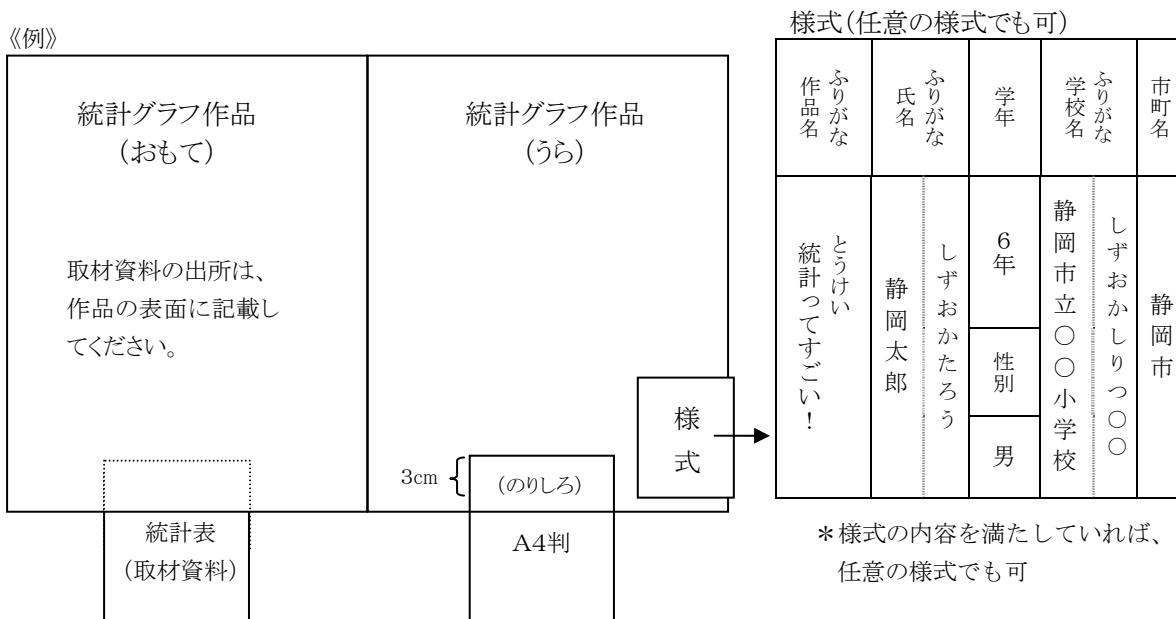 《例》
統計グラフ作品
(おもて)
取材資料の出所は、
作品の表面に記載し
てください。
統計表
(取材資料)
統計グラフ作品
(うら)
様式
3cm
(のりしろ)
A4判
様式(任意の様式でも可)
市町名
静岡市
ふりがな
学校名
しずおかしりつ○○
静岡市立○○小学校
学年
6年
性別
男
ふりがな
氏名
しずおかたろう
静岡太郎
ふりがな
作品名
とうけい
統計ってすごい!
*様式の内容を満たしていれば、
任意の様式でも可